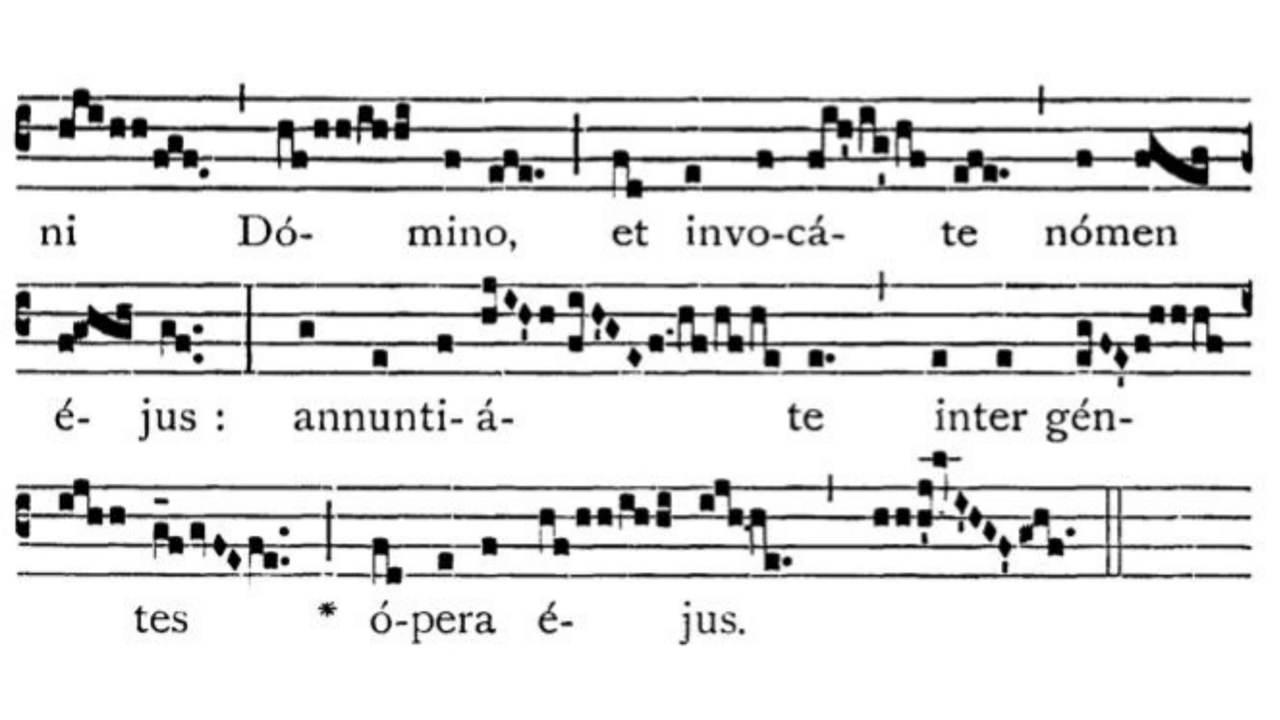 ni Dó- mino, et invo-cá- te nómen
é- jus : annunti- á- te inter gén-
tes * ó-pera é- jus.